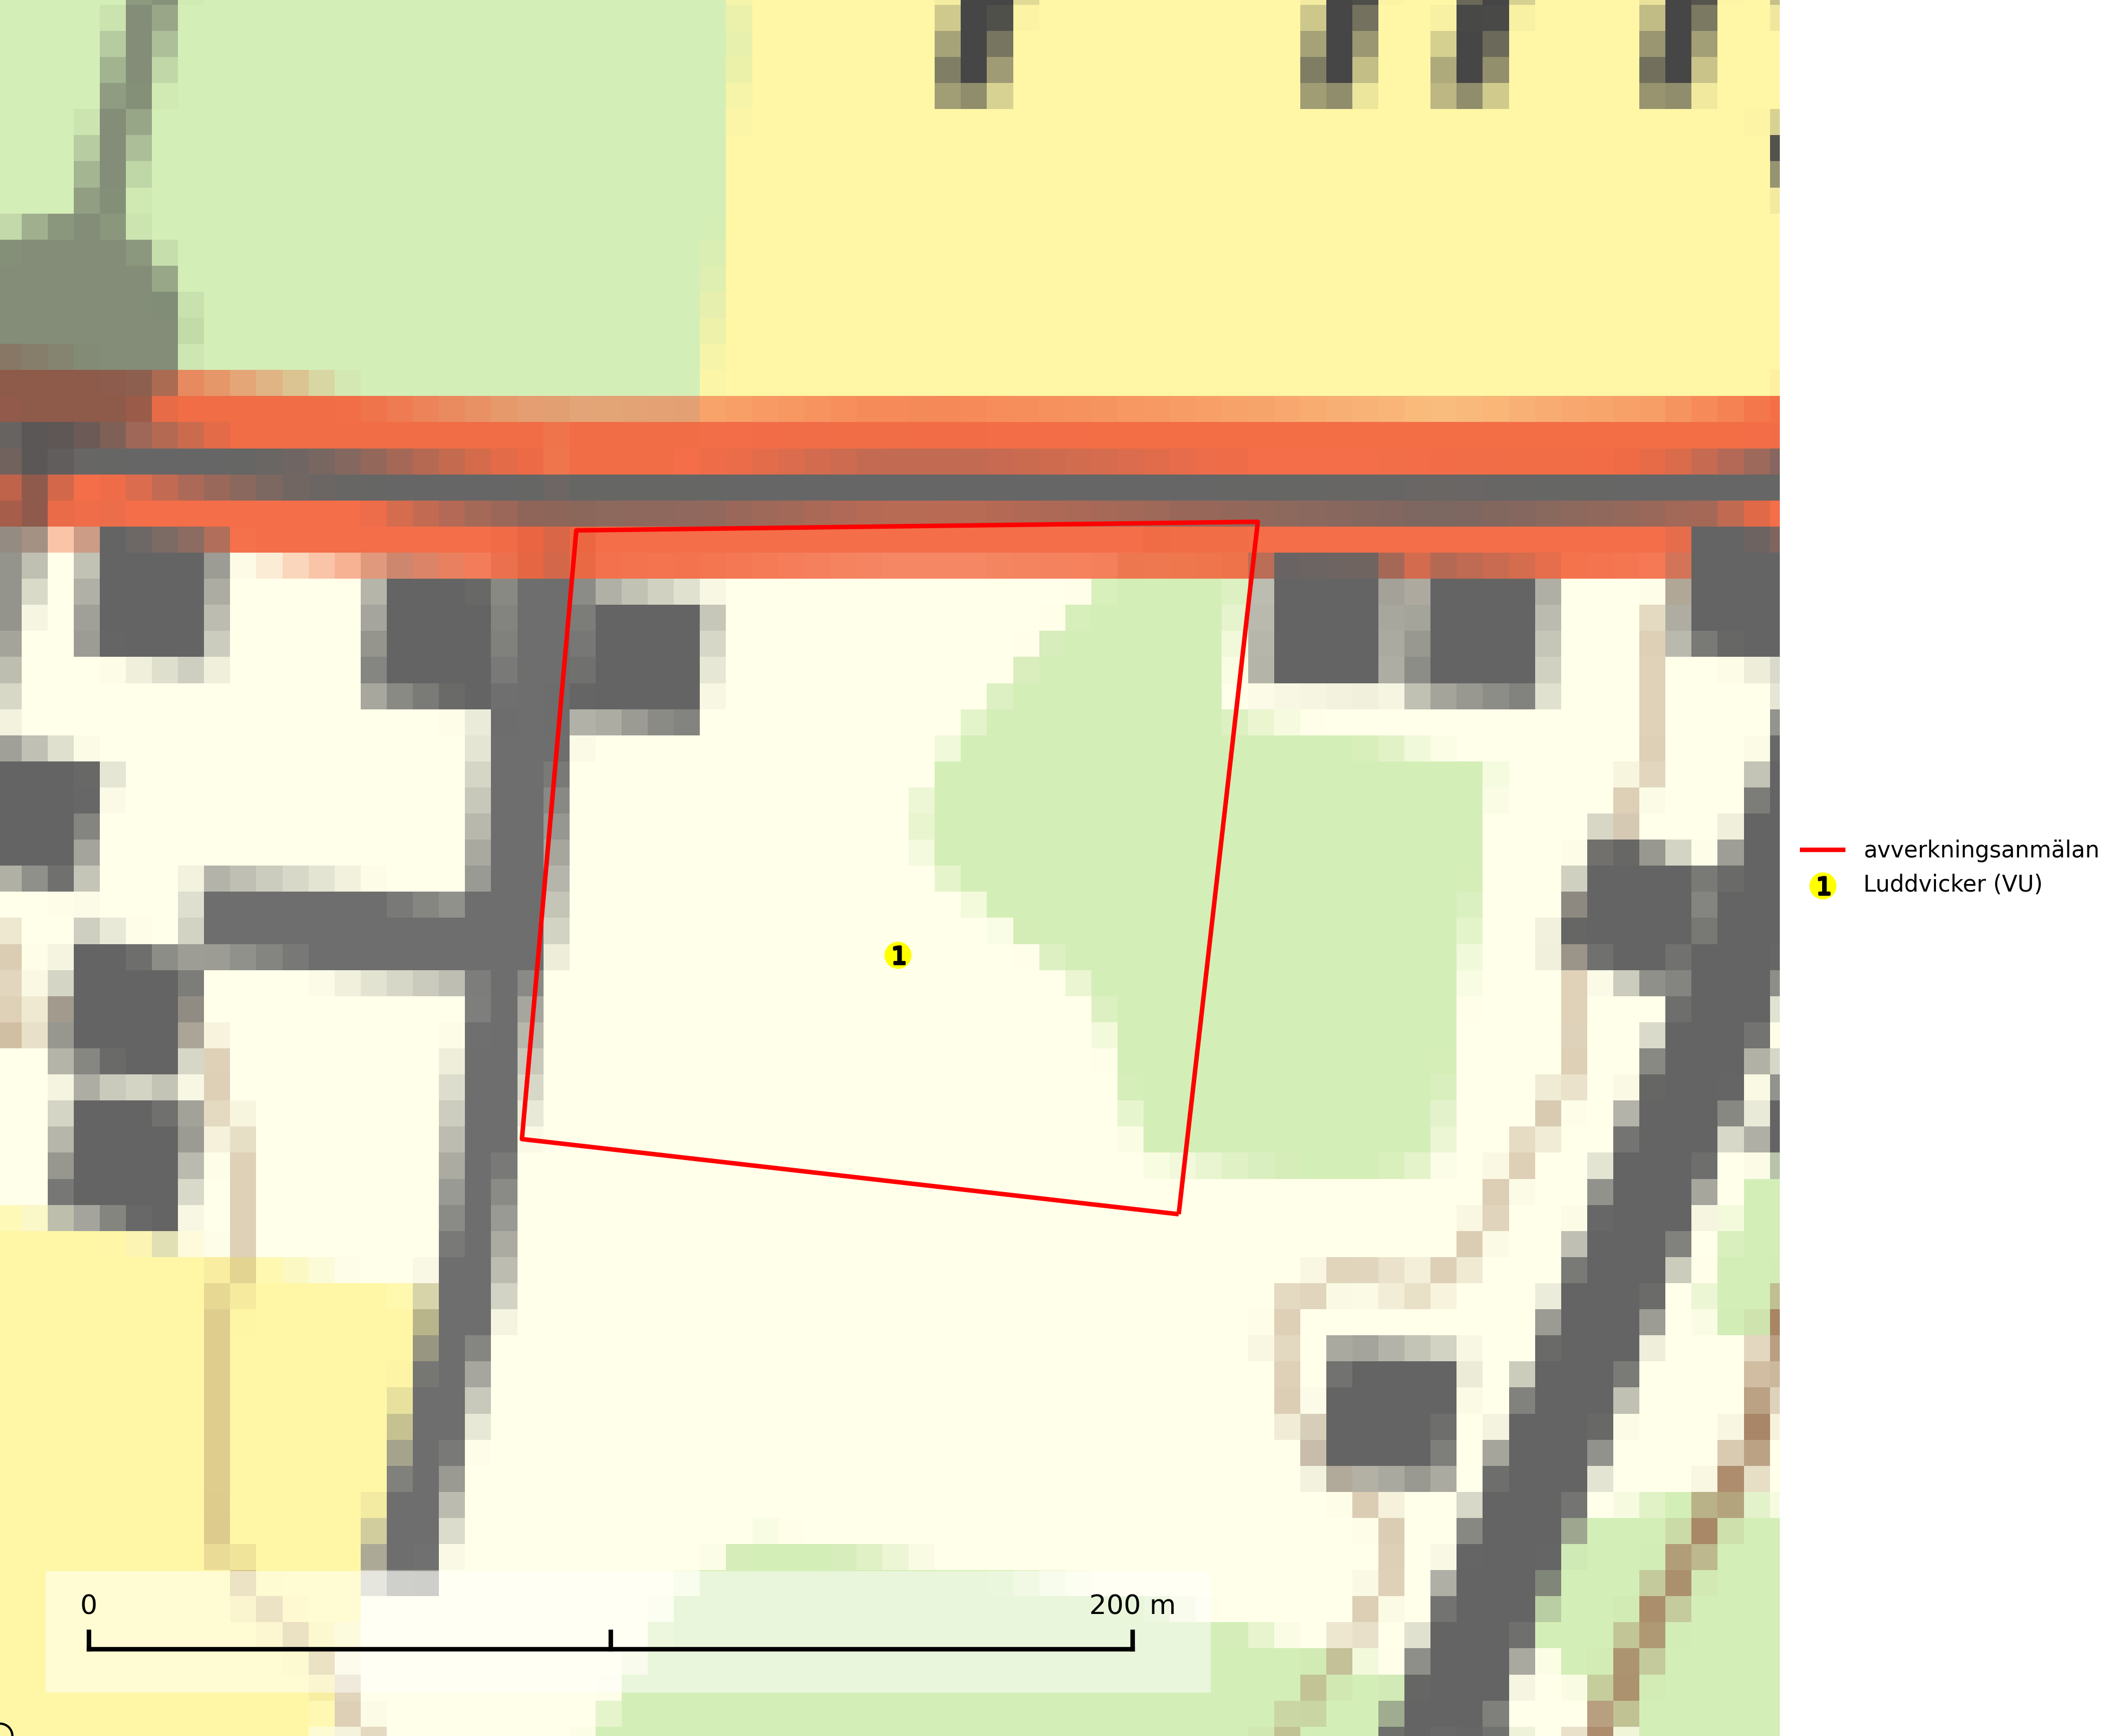 1
avverkningsanmälan
1 Luddvicker (VU)
0 200 m